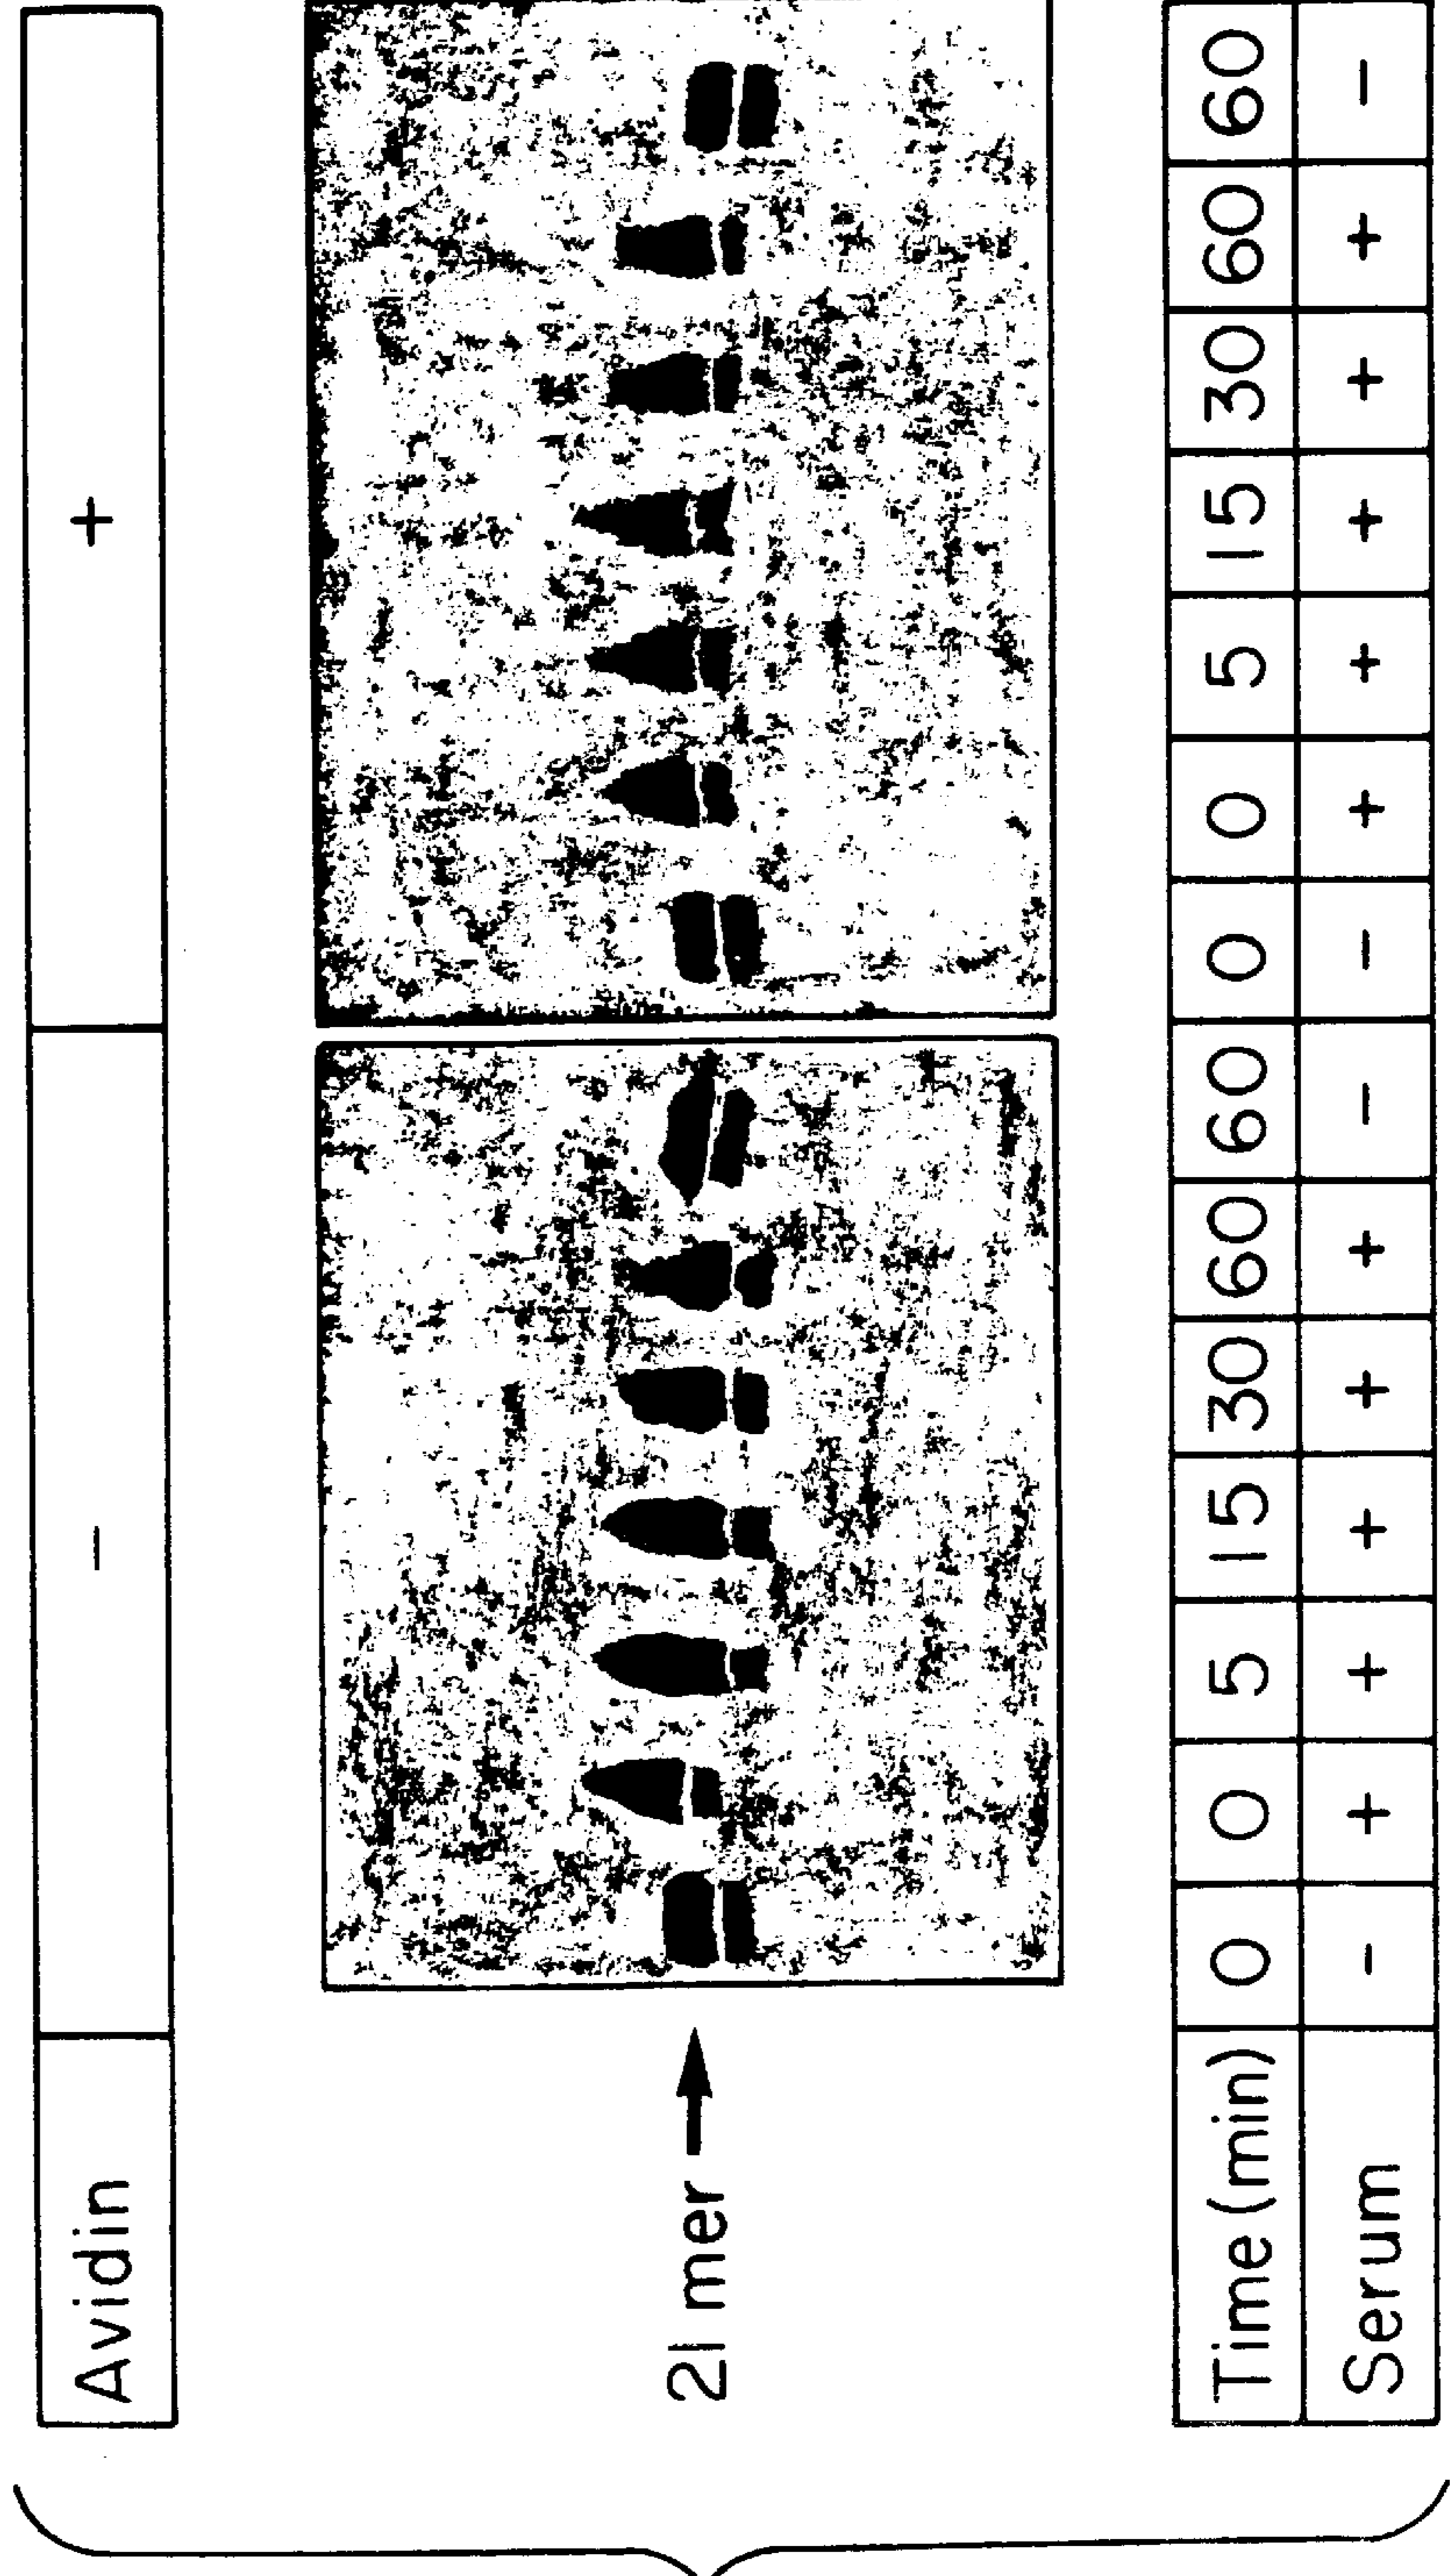 Avidin - +
21 mer
Time (min) 0 0 5 15 30 60 60 0 0 5 15 30 60 60
Serum - + + + + + - - + + + + + -